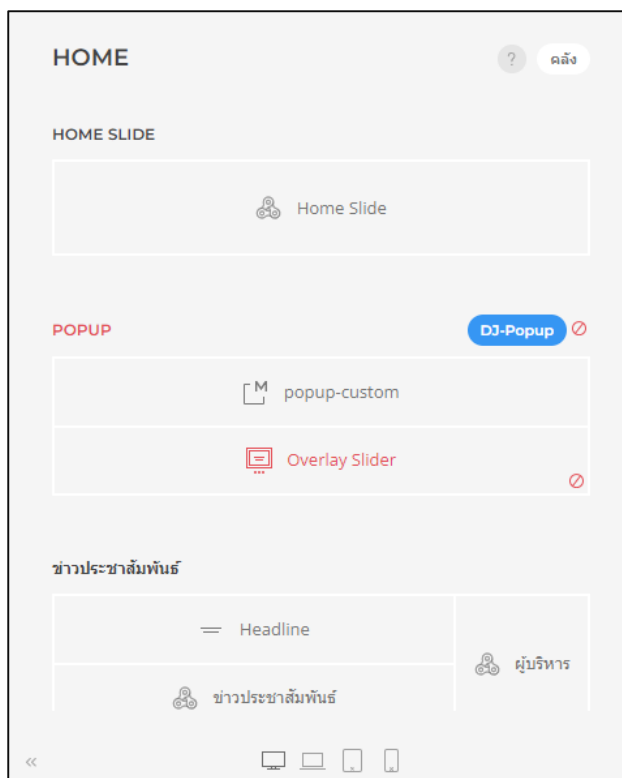 HOME
? คลัง
HOME SLIDE
Home Slide
POPUP DJ-Popup
M popup-custom
Overlay Slider
ข่าวประชาสัมพันธ์
Headline
ผู้บริหาร
ข่าวประชาสัมพันธ์